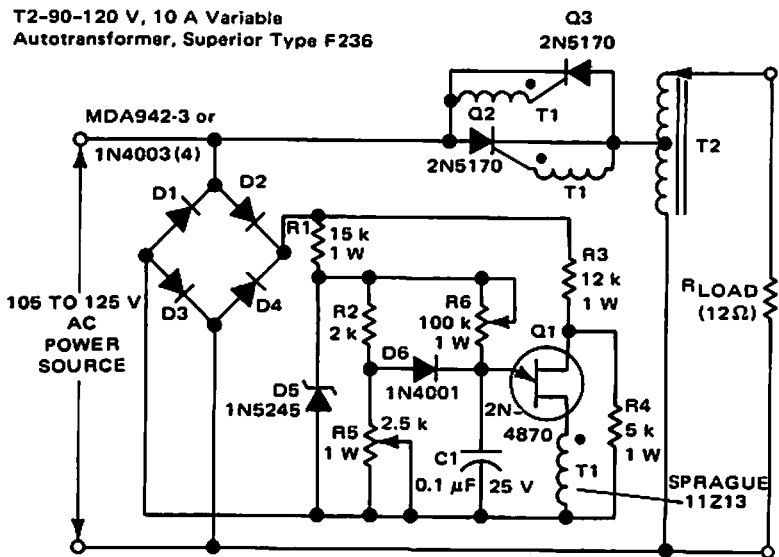 T2-90-120 V, 10 A Variable
Autotransformer, Superior Type F236
Q3
2N5170
MDA942-3 or
1N4003(4)
Q2
T1
2N5170
T1
T2
D1
D2
D3
D4
R1
15 k
1 W
R3
12 k
1 W
105 TO 125 V
AC
POWER
SOURCE
R2
2 k
R6
100 k
1 W
D6
1N4001
Q1
2N-
4870
RLOAD
(12Ω)
D5
1N5245
R5
1 W
2.5 k
C1
0.1 μF
25 V
R4
5 k
1 W
T1
SPRAGUE
11Z13